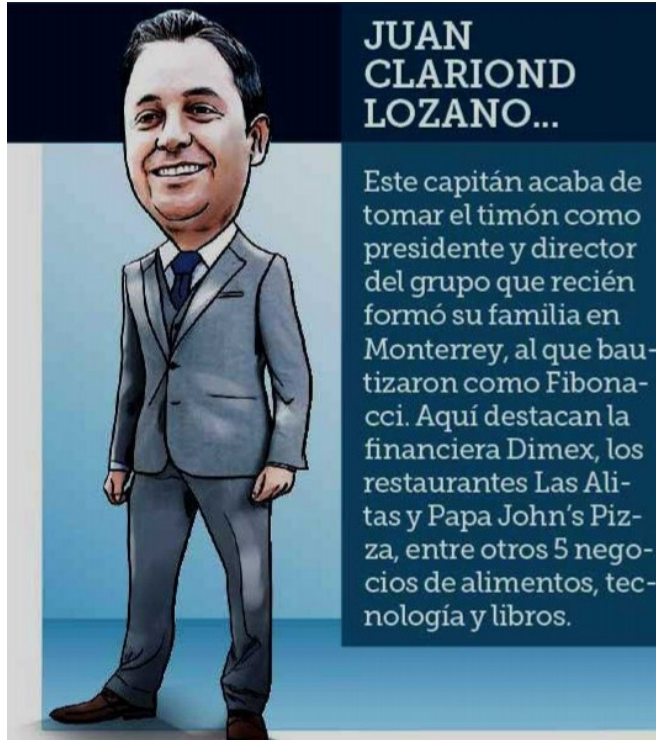 JUAN
CLARIOND
LOZANO...
Este capitán acaba de
tomar el timón como
presidente y director
del grupo que recién
formó su familia en
Monterrey, al que bau-
tizaron como Fibona-
cci. Aquí destacan la
financiera Dimex, los
restaurantes Las Ali-
tas y Papa John’s Piz-
za, entre otros 5 nego-
cios de alimentos, tec-
nología y libros.